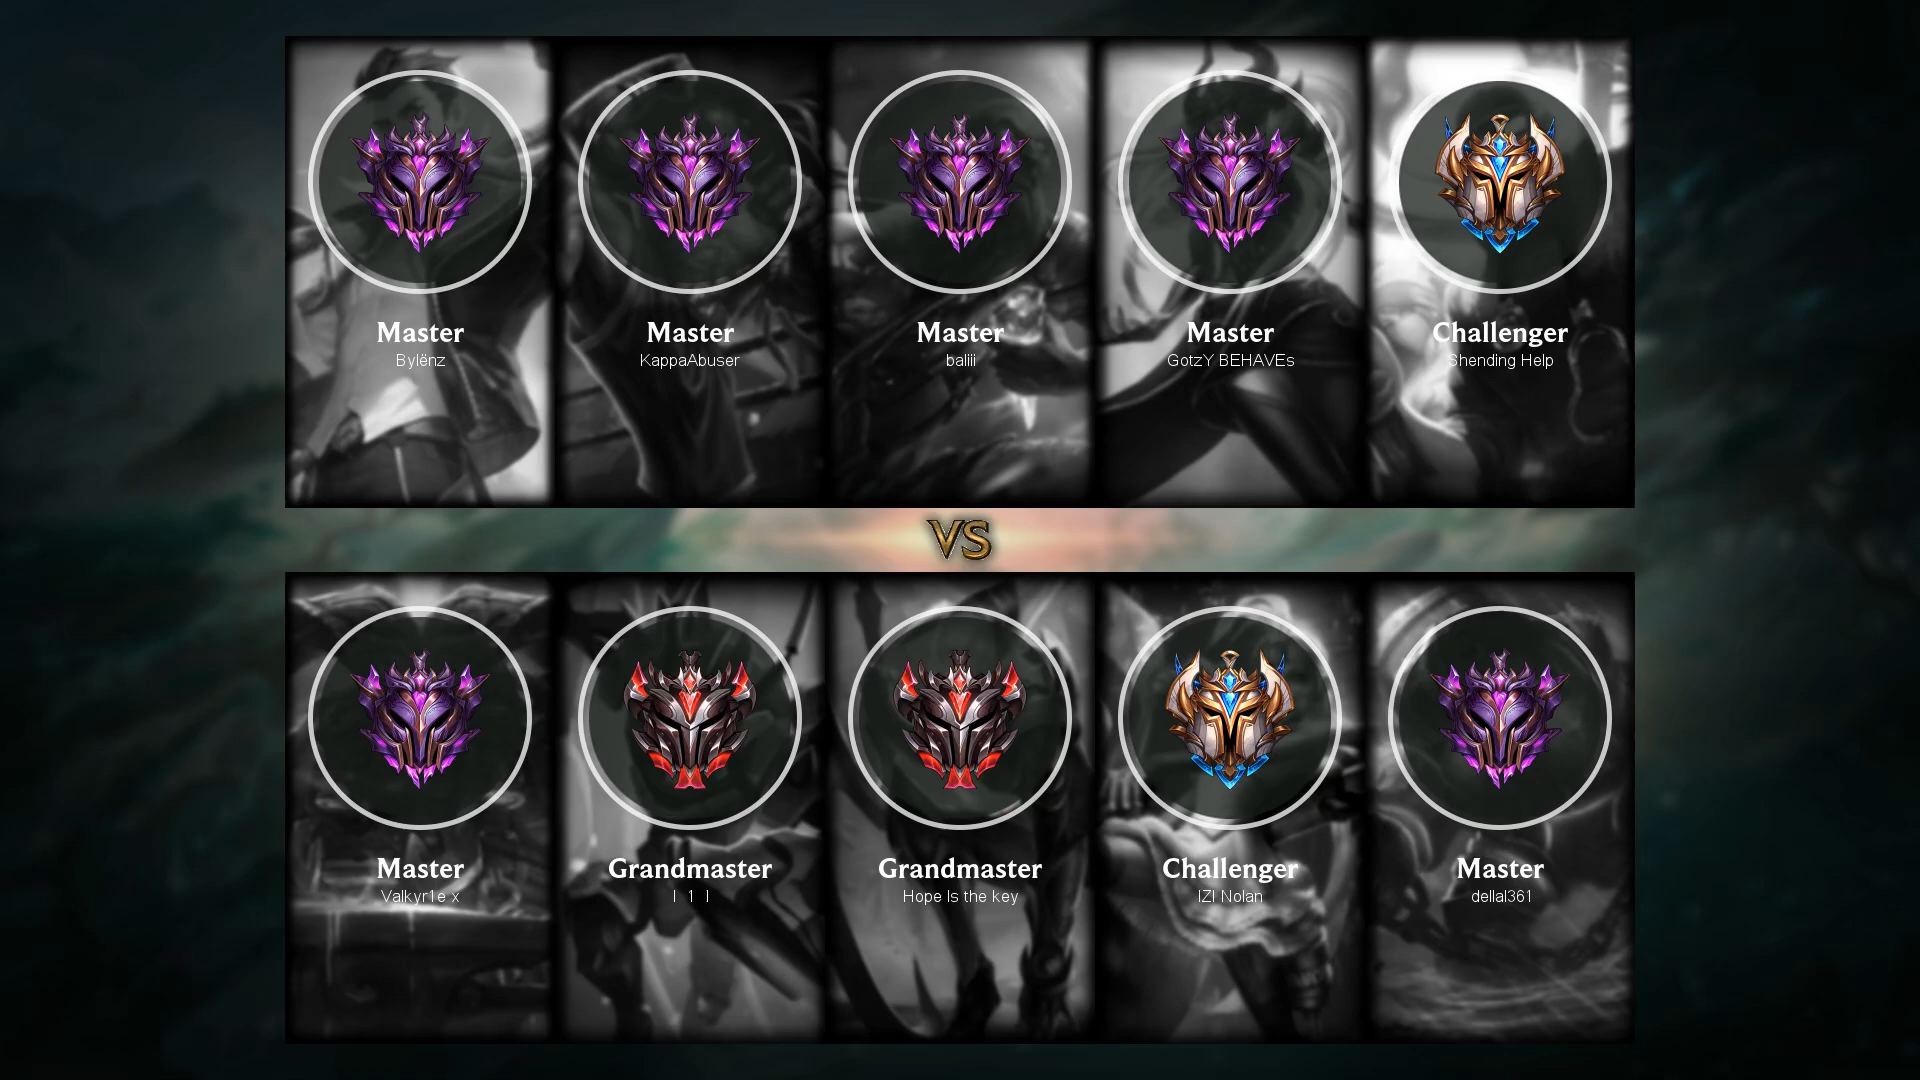 Master
Bylënz
Master
KappaAbuser
Master
baliii
Master
GotzY BEHAVEs
Challenger
Shending Help
VS
Master
Valkyr1e x
Grandmaster
l 1 l
Grandmaster
Hope Is the key
Challenger
IZI Nolan
Master
dellal361